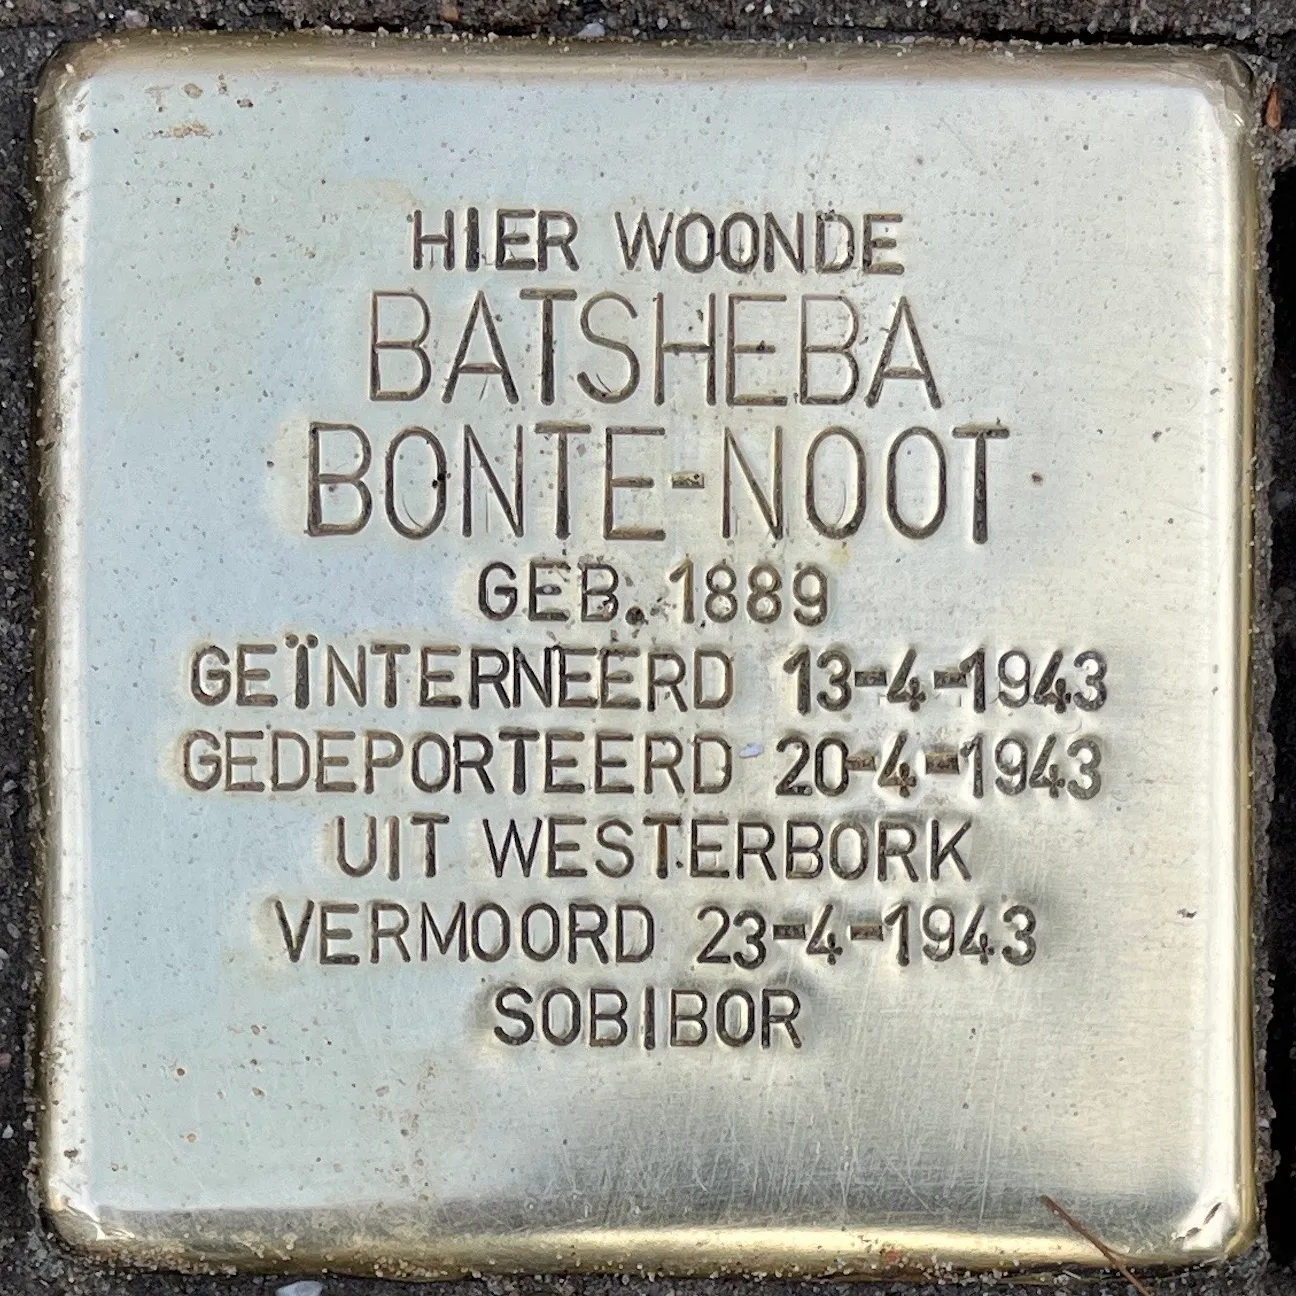 HIER WOONDE
BATSHEBA
BONTE-NOOT
GEB. 1889
GEÏNTERNEERD 13-4-1943
GEDEPORTEERD 20-4-1943
UIT WESTERBORK
VERMOORD 23-4-1943
SOBIBOR